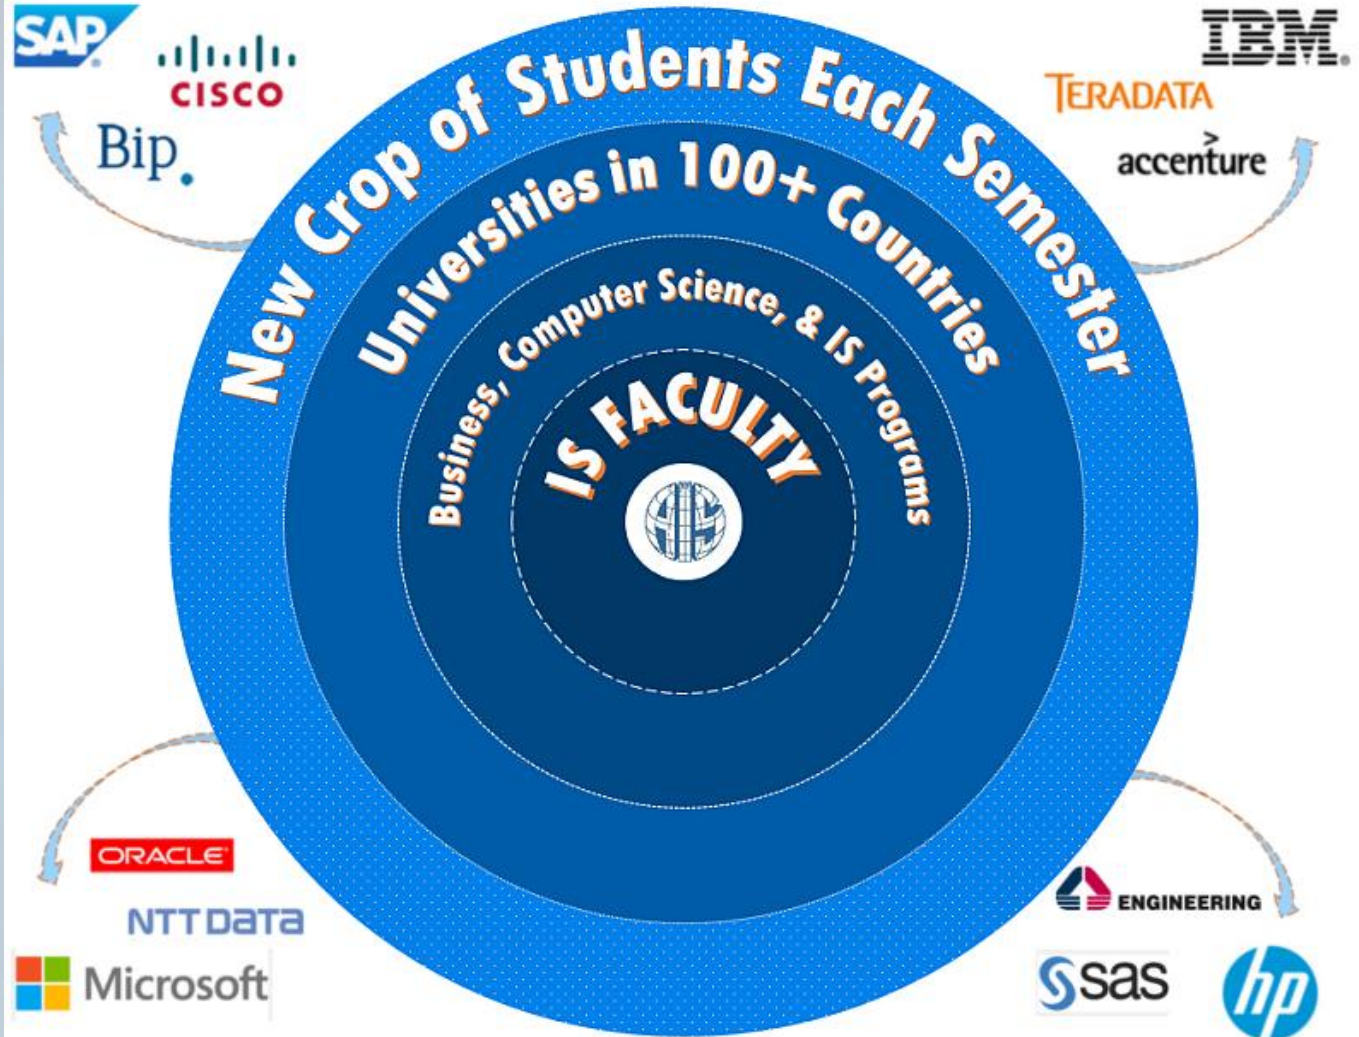 SAP
CISCO
Bip.
IBM.
TERADATA
accenture
New Crop of Students Each Semester
Universities in 100+ Countries
Business, Computer Science, & IS Programs
IS FACULTY
AIS
ORACLE
NTT DATA
Microsoft
ENGINEERING
sas
hp